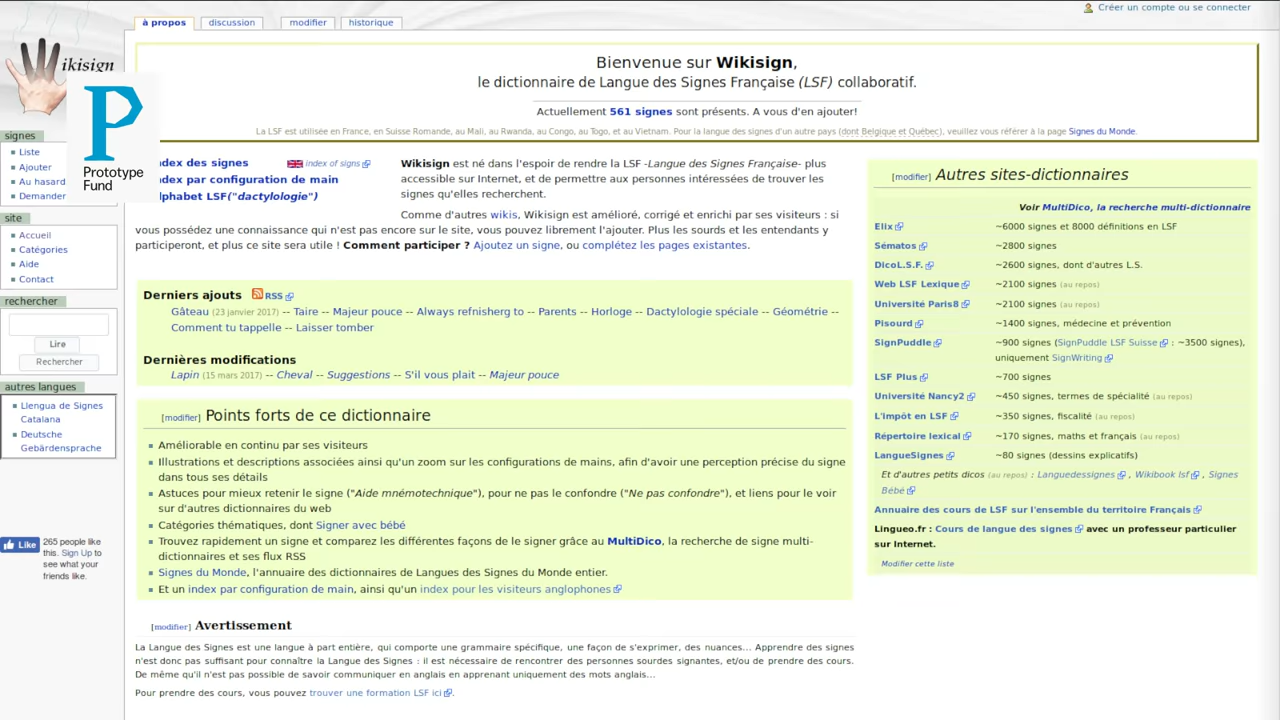 à propos
discussion
modifier
historique
Créer un compte ou se connecter
ikisign
Prototype
Fund
signes
Liste
Ajouter
Au hasard
Demander
site
Accueil
Catégories
Aide
Contact
rechercher
Lire
Rechercher
autres langues
Llengua de Signes
Catalana
Deutsche
Gebärdensprache
Like
265 people like
this. Sign Up to
see what your
friends like.
Bienvenue sur Wikisign,
le dictionnaire de Langue des Signes Française (LSF) collaboratif.
Actuellement 561 signes sont présents. A vous d'en ajouter!
La LSF est utilisée en France, en Suisse Romande, au Mali, au Rwanda, au Congo, au Togo, et au Vietnam. Pour la langue des signes d'un autre pays (dont Belgique et Québec), veuillez vous référer à la page Signes du Monde.
ndex des signes
index of signs
ndex par configuration de main
lphabet LSF("dactylologie")
Wikisign est né dans l'espoir de rendre la LSF -Langue des Signes Française- plus
accessible sur Internet, et de permettre aux personnes intéressées de trouver les
signes qu'elles recherchent.
Comme d'autres wikis, Wikisign est amélioré, corrigé et enrichi par ses visiteurs : si
vous possédez une connaissance qui n'est pas encore sur le site, vous pouvez librement l'ajouter. Plus les sourds et les entendants y
participeront, et plus ce site sera utile ! Comment participer ? Ajoutez un signe, ou complétez les pages existantes.
Derniers ajouts RSS
Gâteau (23 janvier 2017) -- Taire -- Majeur pouce -- Always refnisherg to -- Parents -- Horloge -- Dactylologie spéciale -- Géométrie --
Comment tu tappelle -- Laisser tomber
Dernières modifications
Lapin (15 mars 2017) -- Cheval -- Suggestions -- S'il vous plait -- Majeur pouce
[modifier] Points forts de ce dictionnaire
Améliorable en continu par ses visiteurs
Illustrations et descriptions associées ainsi qu'un zoom sur les configurations de mains, afin d'avoir une perception précise du signe
dans tous ses détails
Astuces pour mieux retenir le signe ("Aide mnémotechnique"), pour ne pas le confondre ("Ne pas confondre"), et liens pour le voir
sur d'autres dictionnaires du web
Catégories thématiques, dont Signer avec bébé
Trouvez rapidement un signe et comparez les différentes façons de le signer grâce au MultiDico, la recherche de signe multi-
dictionnaires et ses flux RSS
Signes du Monde, l'annuaire des dictionnaires de Langues des Signes du Monde entier.
Et un index par configuration de main, ainsi qu'un index pour les visiteurs anglophones
[modifier] Avertissement
La Langue des Signes est une langue à part entière, qui comporte une grammaire spécifique, une façon de s'exprimer, des nuances... Apprendre des signes
n'est donc pas suffisant pour connaître la Langue des Signes : il est nécessaire de rencontrer des personnes sourdes signantes, et/ou de prendre des cours.
De même qu'il n'est pas possible de savoir communiquer en anglais en apprenant uniquement des mots anglais...
Pour prendre des cours, vous pouvez trouver une formation LSF ici.
[modifier] Autres sites-dictionnaires
Voir MultiDico, la recherche multi-dictionnaire
Elix ~6000 signes et 8000 définitions en LSF
Sématos ~2800 signes
DicoL.S.F. ~2600 signes, dont d'autres L.S.
Web LSF Lexique ~2100 signes (au repos)
Université Paris8 ~2100 signes (au repos)
Pisourd ~1400 signes, médecine et prévention
SignPuddle ~900 signes (SignPuddle LSF Suisse : ~3500 signes),
uniquement SignWriting
LSF Plus ~700 signes
Université Nancy2 ~450 signes, termes de spécialité (au repos)
L'impôt en LSF ~350 signes, fiscalité (au repos)
Répertoire lexical ~170 signes, maths et français (au repos)
LangueSignes ~80 signes (dessins explicatifs)
Et d'autres petits dicos (au repos) : Languedessignes , Wikibook lsf , Signes
Bébé
Annuaire des cours de LSF sur l'ensemble du territoire Français
Lingueo.fr : Cours de langue des signes avec un professeur particulier
sur Internet.
Modifier cette liste